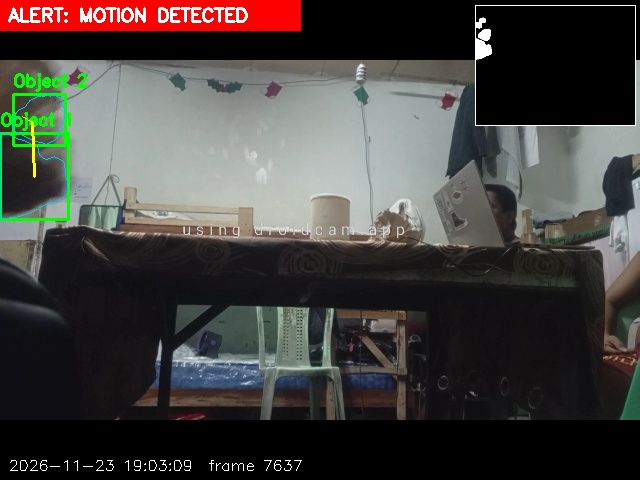 ALERT: MOTION DETECTED
Object 2
Object 1
using droidcam app
2026-11-23 19:03:09 frame 7637